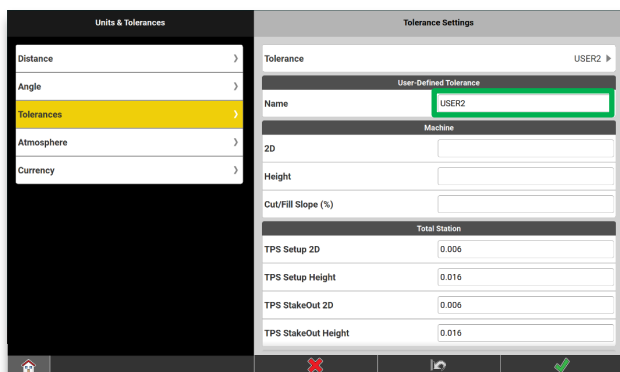 Units & Tolerances
Tolerance Settings
Distance
Angle
Tolerances
Atmosphere
Currency
Tolerance USER2
User-Defined Tolerance
Name USER2
Machine
2D
Height
Cut/Fill Slope (%)
Total Station
TPS Setup 2D 0.006
TPS Setup Height 0.016
TPS StakeOut 2D 0.006
TPS StakeOut Height 0.016